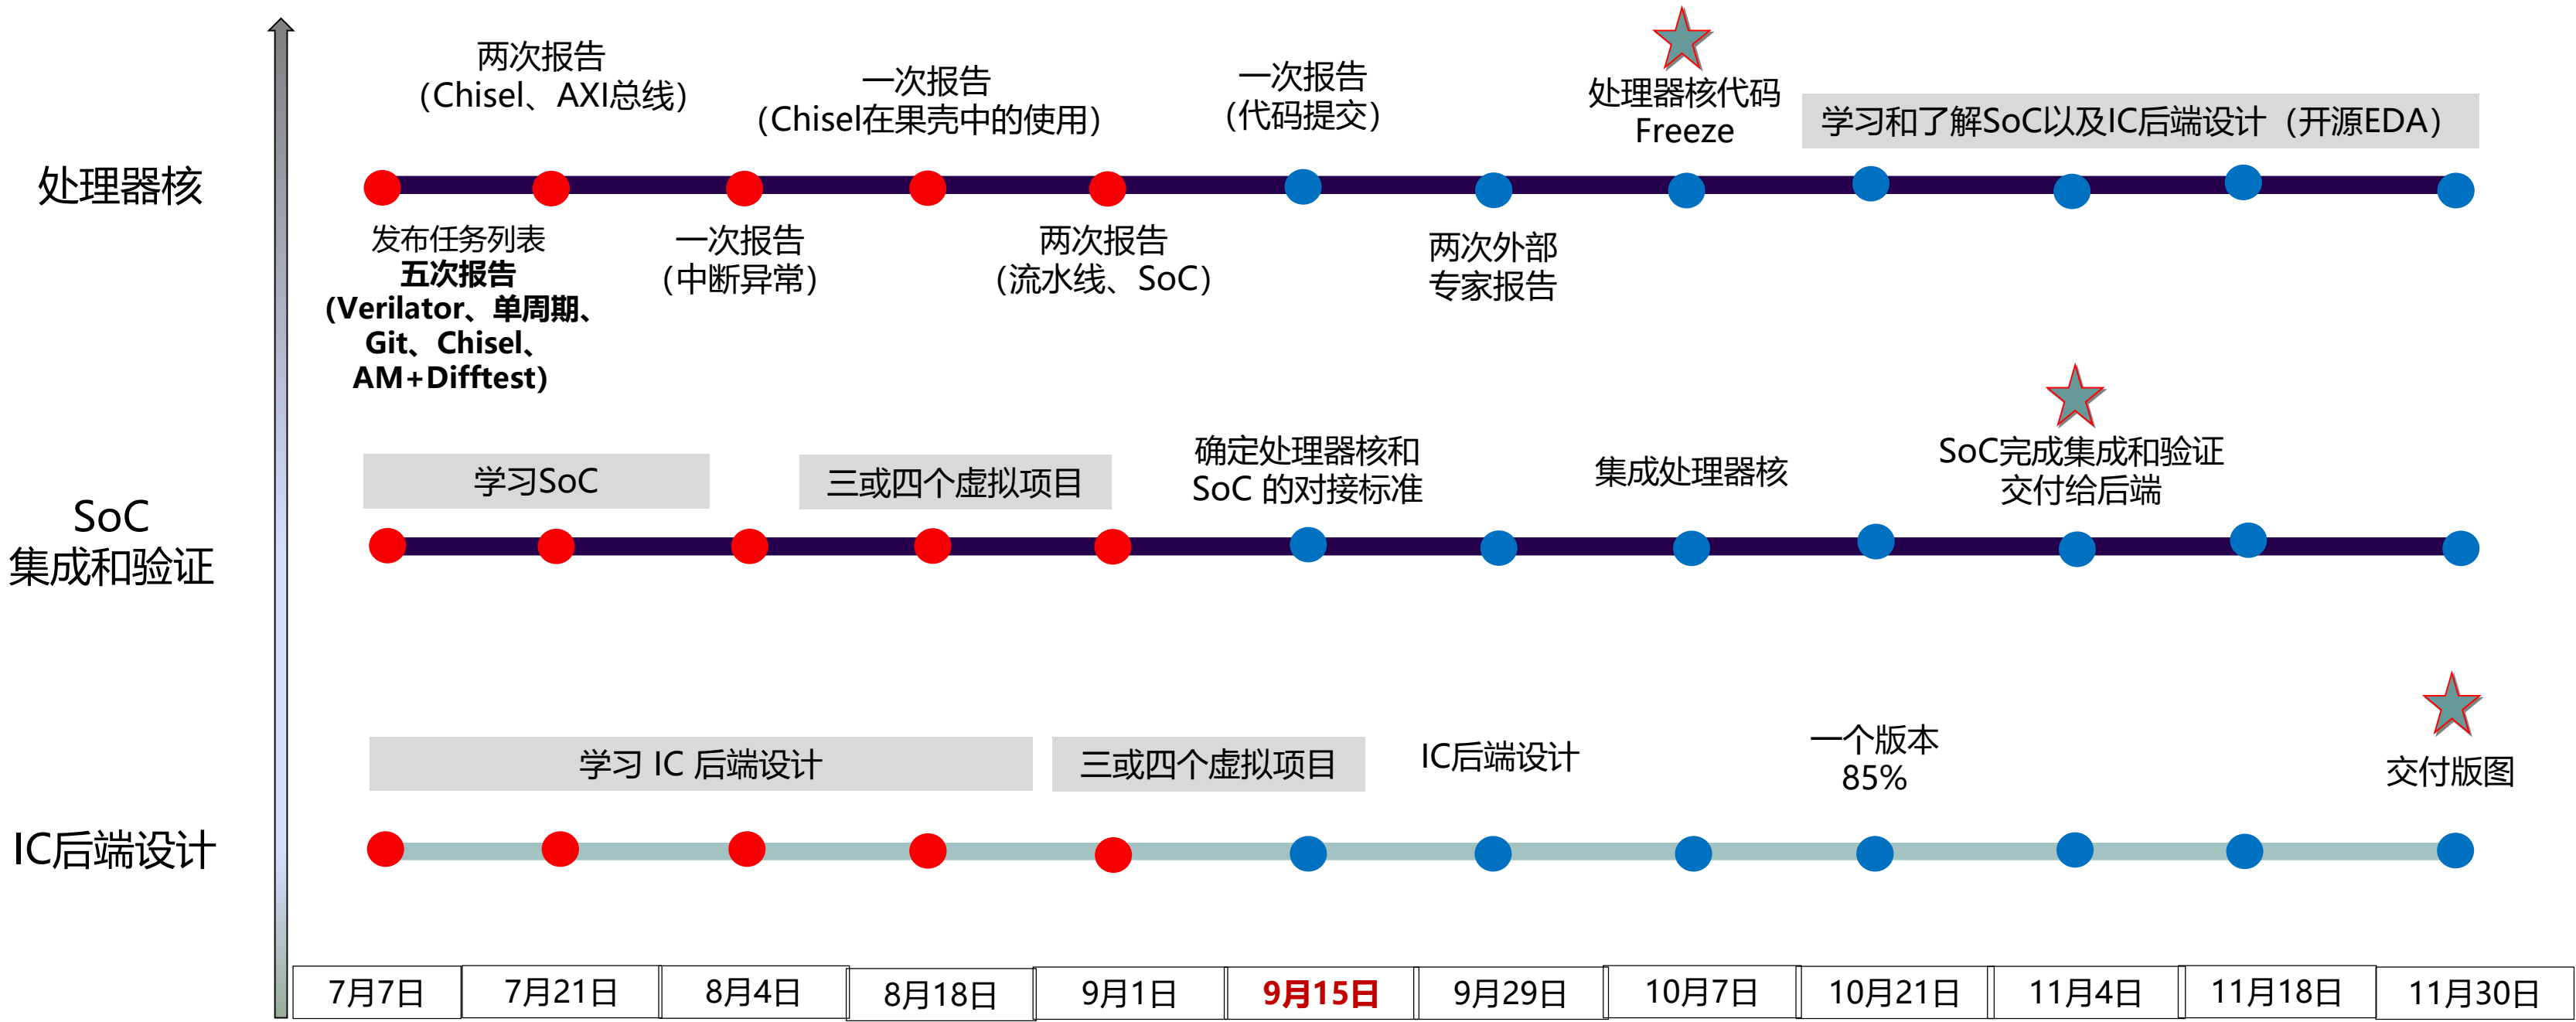 两次报告
（Chisel、AXI总线）
一次报告
（Chisel在果壳中的使用）
一次报告
（代码提交）
处理器核代码
Freeze
学习和了解SoC以及IC后端设计（开源EDA）
处理器核
发布任务列表
五次报告
(Verilator、单周期、
Git、Chisel、
AM+Difftest)
一次报告
（中断异常）
两次报告
（流水线、SoC）
两次外部
专家报告
学习SoC
三或四个虚拟项目
确定处理器核和
SoC 的对接标准
集成处理器核
SoC完成集成和验证
交付给后端
SoC
集成和验证
学习 IC 后端设计
三或四个虚拟项目
IC后端设计
一个版本
85%
交付版图
IC后端设计
7月7日
7月21日
8月4日
8月18日
9月1日
9月15日
9月29日
10月7日
10月21日
11月4日
11月18日
11月30日